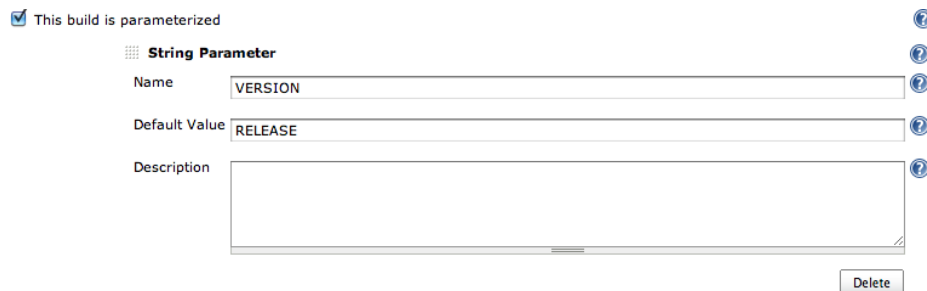 This build is parameterized
String Parameter
Name VERSION
Default Value RELEASE
Description
Delete